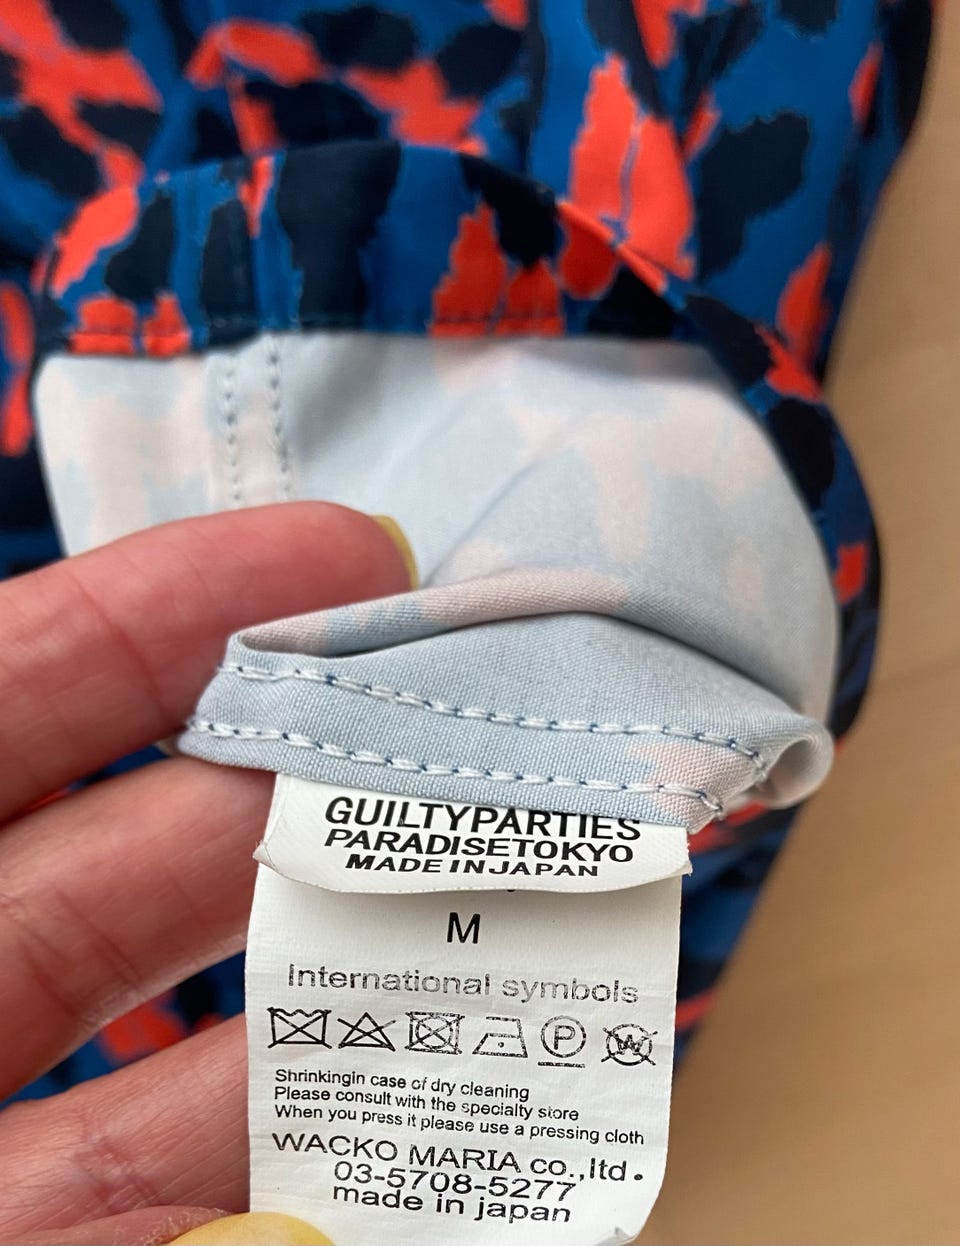 GUILTYPARTIES
PARADISETOKYO
MADE IN JAPAN
M
International symbols
P W
Shrinkingin case of dry cleaning
Please consult with the specialty store
When you press it please use a pressing cloth
WACKO MARIA co.,ltd.
03-5708-5277
made in japan